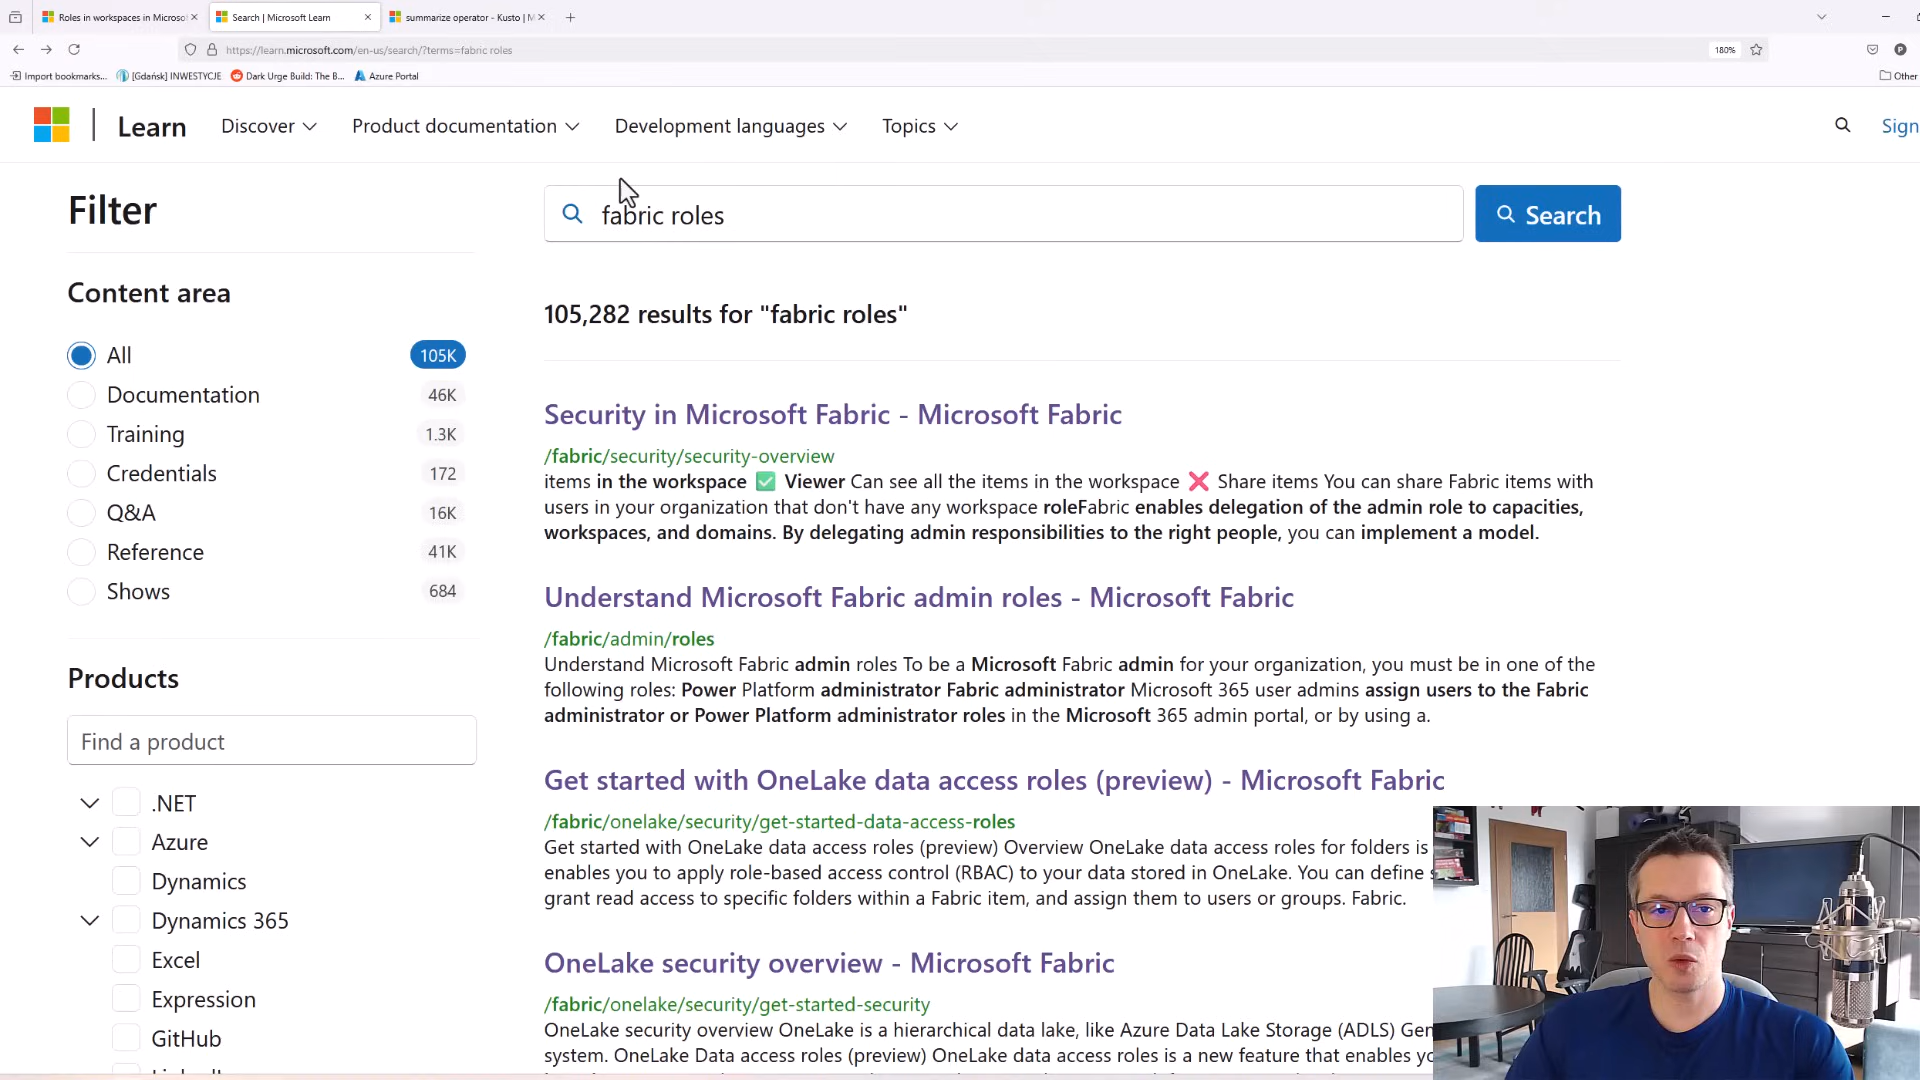 Roles in workspaces in Microso
Search | Microsoft Learn
summarize operator - Kusto | M
https://learn.microsoft.com/en-us/search/?terms=fabric roles
180%
Import bookmarks...
[Gdańsk] INWESTYCJE
Dark Urge Build: The B...
Azure Portal
Other
Learn
Discover
Product documentation
Development languages
Topics
Sign
Filter
fabric roles
Search
Content area
105,282 results for "fabric roles"
All 105K
Documentation 46K
Training 1.3K
Credentials 172
Q&A 16K
Reference 41K
Shows 684
Products
Find a product
.NET
Azure
Dynamics
Dynamics 365
Excel
Expression
GitHub
Security in Microsoft Fabric - Microsoft Fabric
/fabric/security/security-overview
items in the workspace ✅ Viewer Can see all the items in the workspace ❌ Share items You can share Fabric items with
users in your organization that don't have any workspace roleFabric enables delegation of the admin role to capacities,
workspaces, and domains. By delegating admin responsibilities to the right people, you can implement a model.
Understand Microsoft Fabric admin roles - Microsoft Fabric
/fabric/admin/roles
Understand Microsoft Fabric admin roles To be a Microsoft Fabric admin for your organization, you must be in one of the
following roles: Power Platform administrator Fabric administrator Microsoft 365 user admins assign users to the Fabric
administrator or Power Platform administrator roles in the Microsoft 365 admin portal, or by using a.
Get started with OneLake data access roles (preview) - Microsoft Fabric
/fabric/onelake/security/get-started-data-access-roles
Get started with OneLake data access roles (preview) Overview OneLake data access roles for folders is
enables you to apply role-based access control (RBAC) to your data stored in OneLake. You can define
grant read access to specific folders within a Fabric item, and assign them to users or groups. Fabric.
OneLake security overview - Microsoft Fabric
/fabric/onelake/security/get-started-security
OneLake security overview OneLake is a hierarchical data lake, like Azure Data Lake Storage (ADLS) Gen
system. OneLake Data access roles (preview) OneLake data access roles is a new feature that enables yo